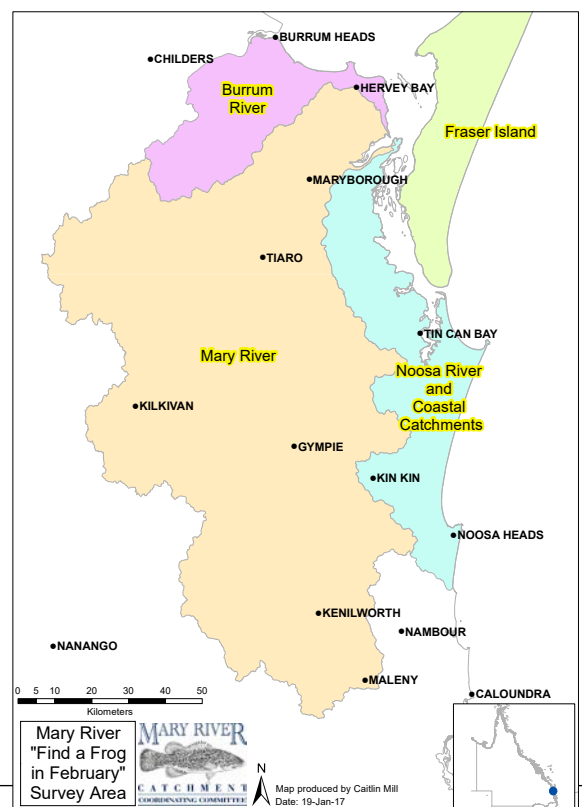 BURRUM HEADS
CHILDERS
Burrum
River
HERVEY BAY
Fraser Island
MARYBOROUGH
TIARO
TIN CAN BAY
Mary River
Noosa River
and
Coastal
Catchments
KILKIVAN
GYMPIE
KIN KIN
NOOSA HEADS
KENILWORTH
NAMBOUR
NANANGO
MALENY
CALOUNDRA
0 5 10 20 30 40 50
Kilometers
Mary River
"Find a Frog
in February"
Survey Area
MARY RIVER
CATCHMENT
COORDINATING COMMITTEE
N
Map produced by Caitlin Mill
Date: 19-Jan-17